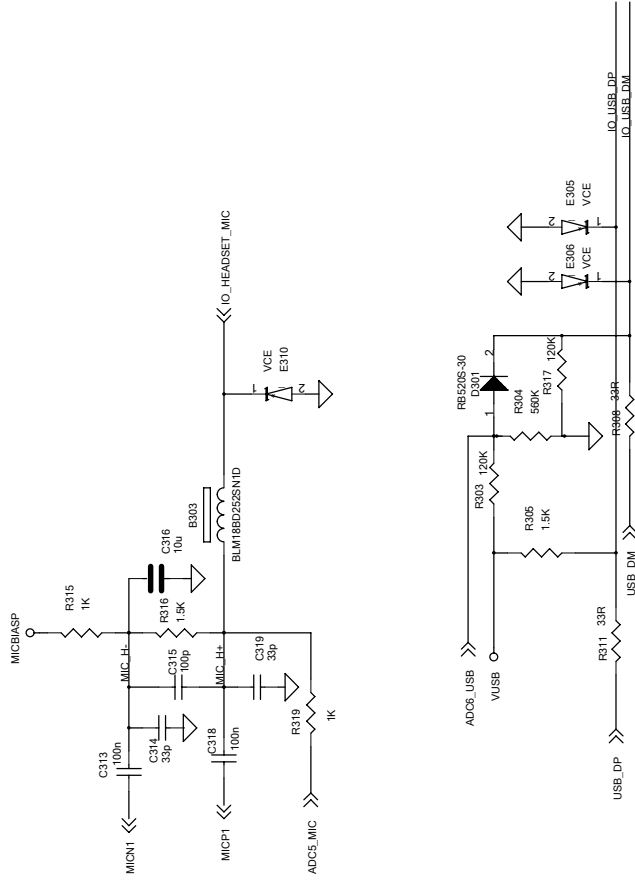 MICBIASP
R315
1K
MIC_H-
C316
10u
R316
1.5K
C315
100p
MIC_H+
C319
33p
C313
100n
C314
33p
C318
100n
R319
1K
MICN1
MICP1
ADC5_MIC
B303
BLM18BD252SN1D
IO_HEADSET_MIC
VCE
E310
1
2
ADC6_USB
VUSB
R303
120K
R305
1.5K
R311
33R
USB_DP
USB_DM
RB520S-30
D301
1
2
R304
560K
R317
120K
R308
33R
E306
VCE
2
1
E305
VCE
2
1
IO_USB_DP
IO_USB_DM